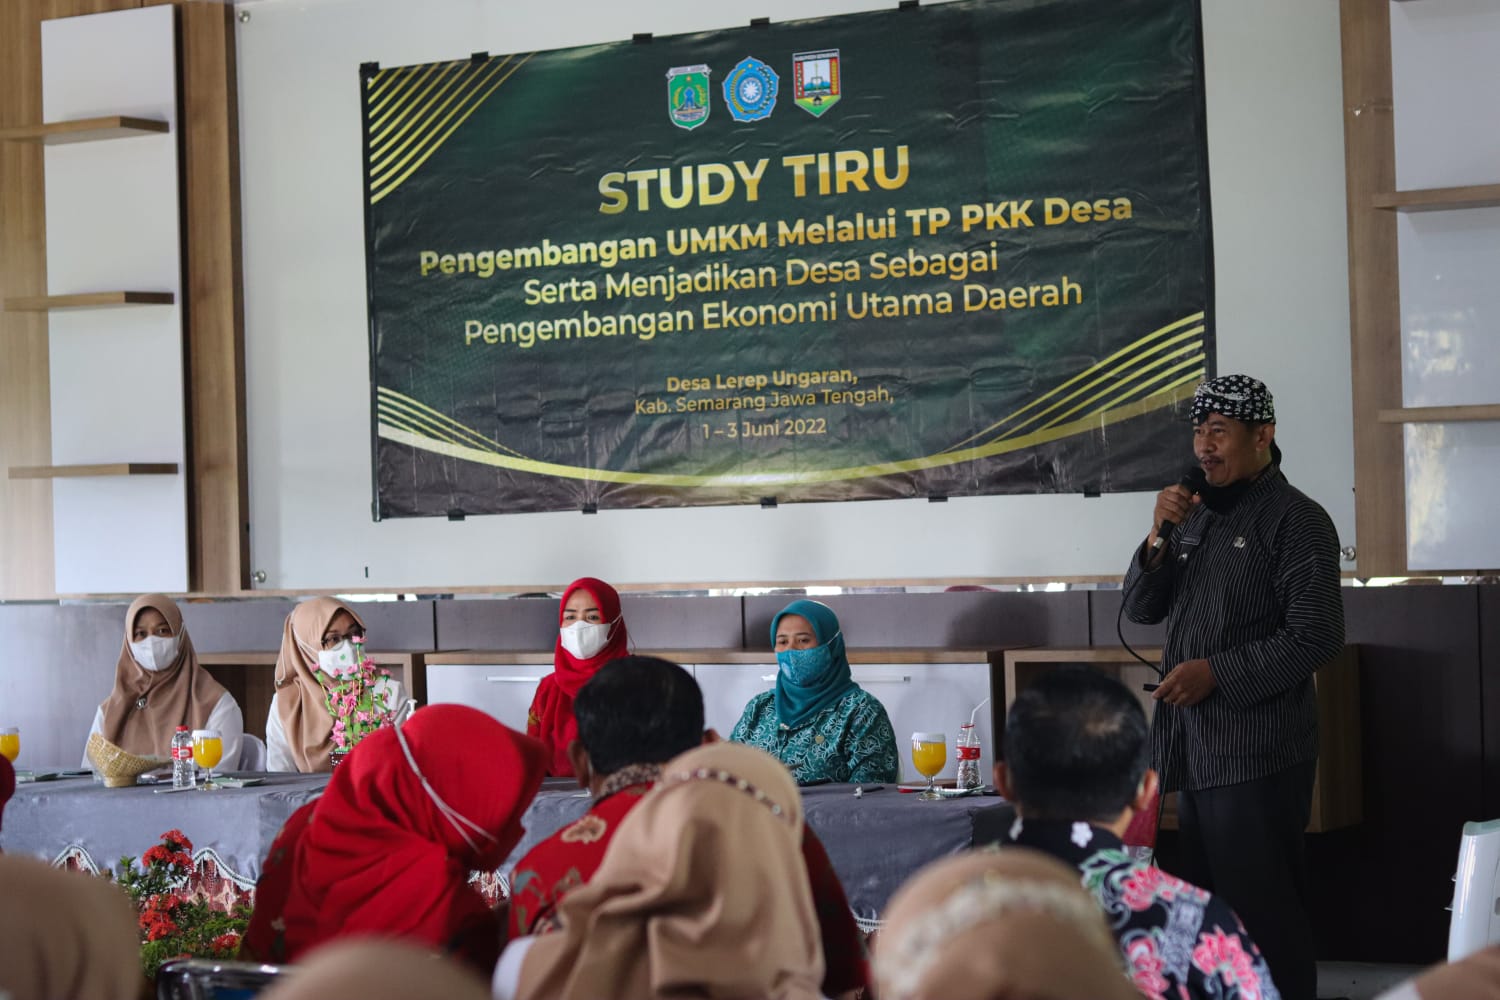 STUDY TIRU
Pengembangan UMKM Melalui TP PKK Desa
Serta Menjadikan Desa Sebagai
Pengembangan Ekonomi Utama Daerah
Desa Lerep Ungaran,
Kab. Semarang Jawa Tengah,
1 – 3 Juni 2022